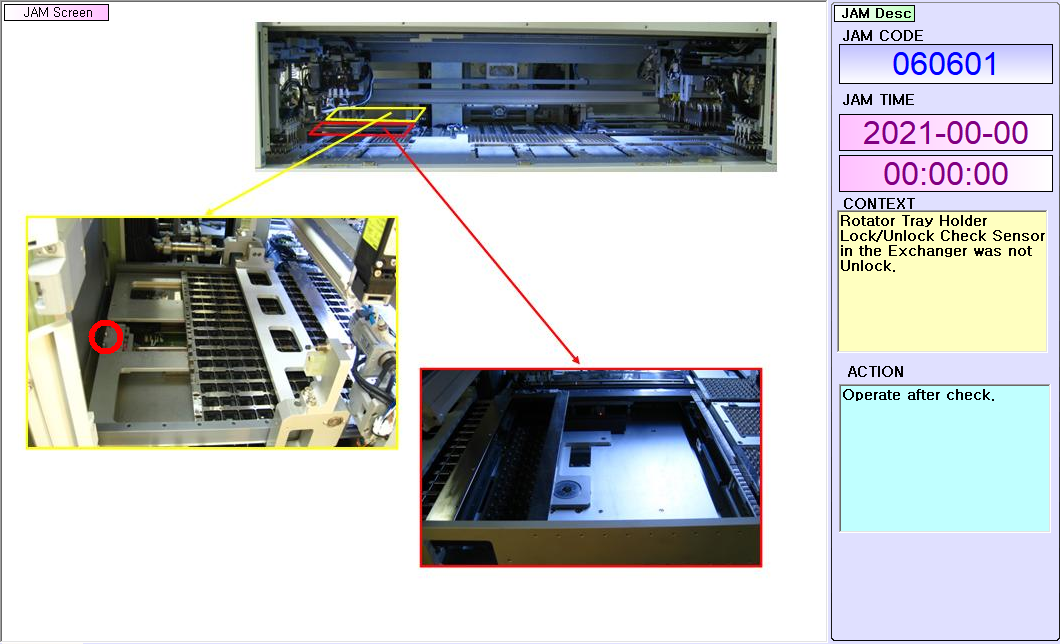 JAM Screen
JAM Desc
JAM CODE
060601
JAM TIME
2021-00-00
00:00:00
CONTEXT
Rotator Tray Holder
Lock/Unlock Check Sensor
in the Exchanger was not
Unlock.
ACTION
Operate after check.